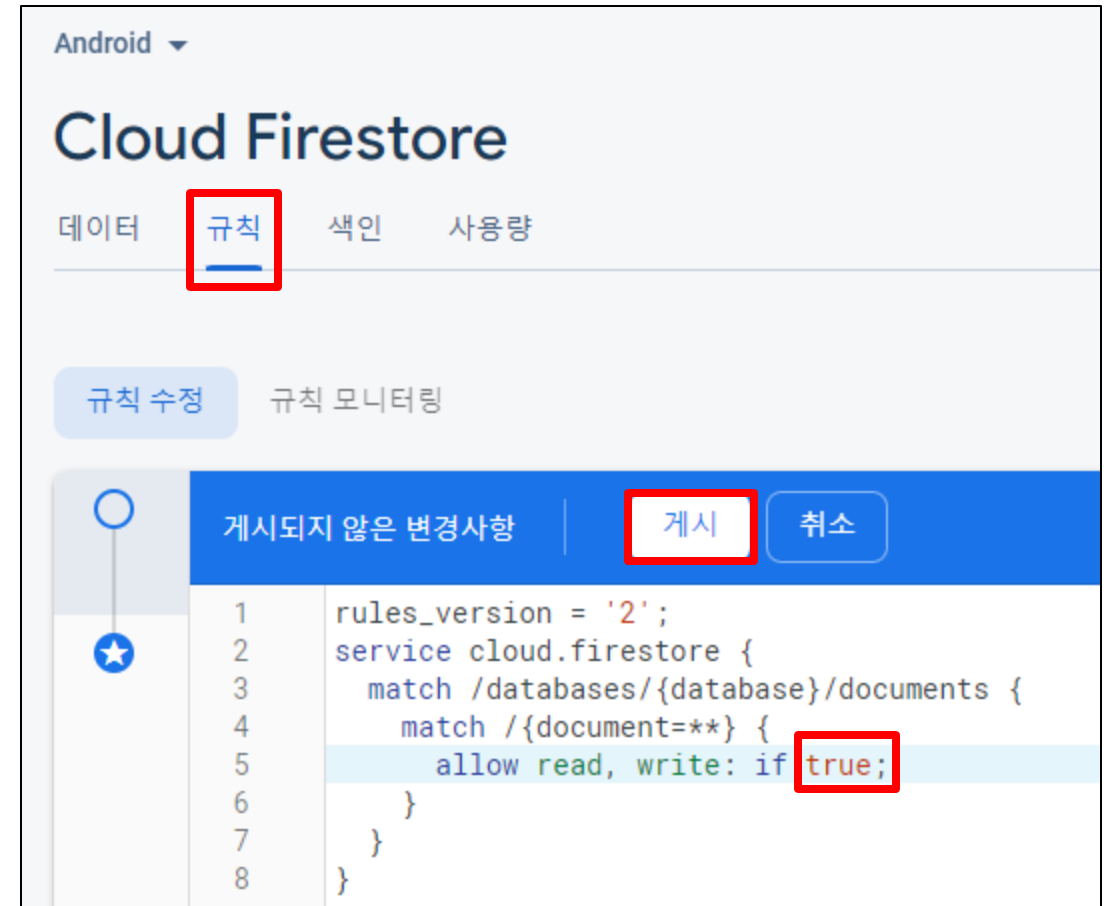 Android
Cloud Firestore
데이터 규칙 색인 사용량
규칙 수정 규칙 모니터링
게시되지 않은 변경사항 게시 취소
1 rules_version = '2';
2 service cloud.firestore {
3   match /databases/{database}/documents {
4     match /{document=**} {
5       allow read, write: if true;
6     }
7   }
8 }